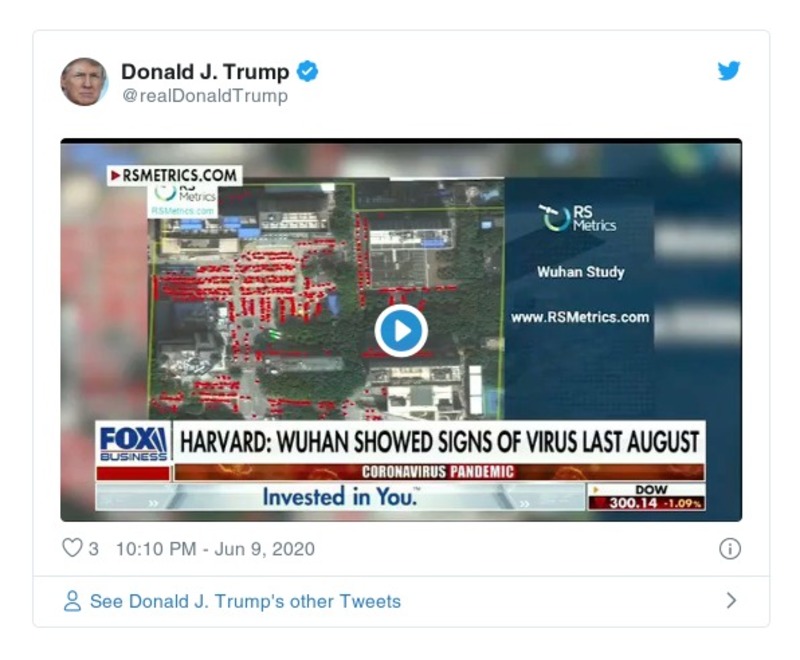 Donald J. Trump
@realDonaldTrump
RSMETRICS.COM
RS
Metrics
RSMetrics.com
RS
Metrics
Wuhan Study
www.RSMetrics.com
FOX
BUSINESS
HARVARD: WUHAN SHOWED SIGNS OF VIRUS LAST AUGUST
CORONAVIRUS PANDEMIC
Invested in You.™
DOW
300.14 -1.09%
3 10:10 PM - Jun 9, 2020
See Donald J. Trump's other Tweets